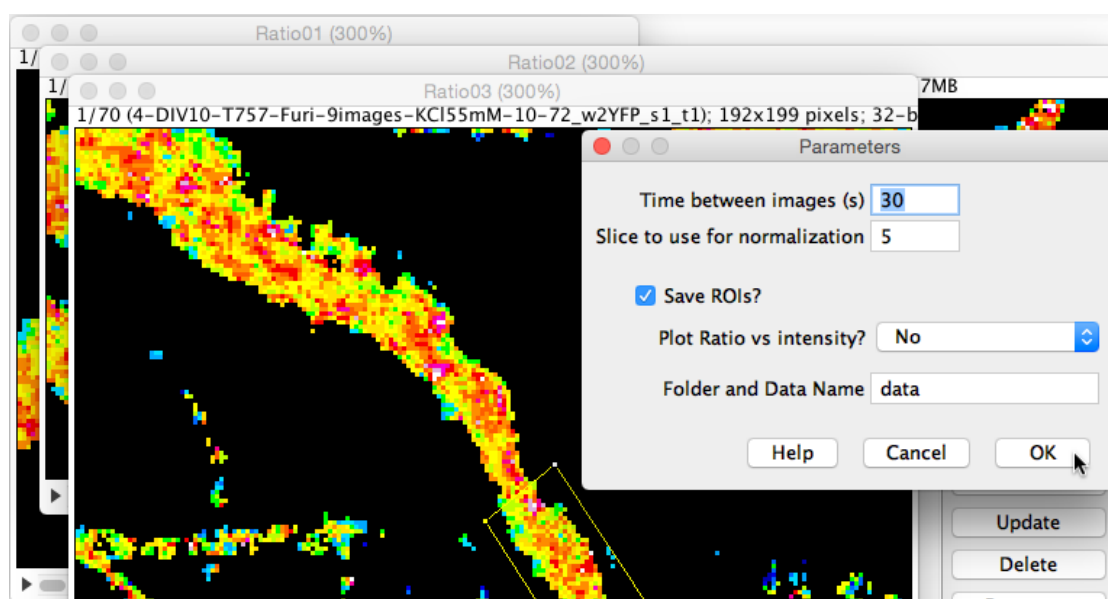 Ratio01 (300%)
1/
Ratio02 (300%)
1/
7MB
Ratio03 (300%)
1/70 (4-DIV10-T757-Furi-9images-KCl55mM-10-72_w2YFP_s1_t1); 192x199 pixels; 32-b
Parameters
Time between images (s) 30
Slice to use for normalization 5
Save ROIs?
Plot Ratio vs intensity? No
Folder and Data Name data
Help Cancel OK
Update
Delete